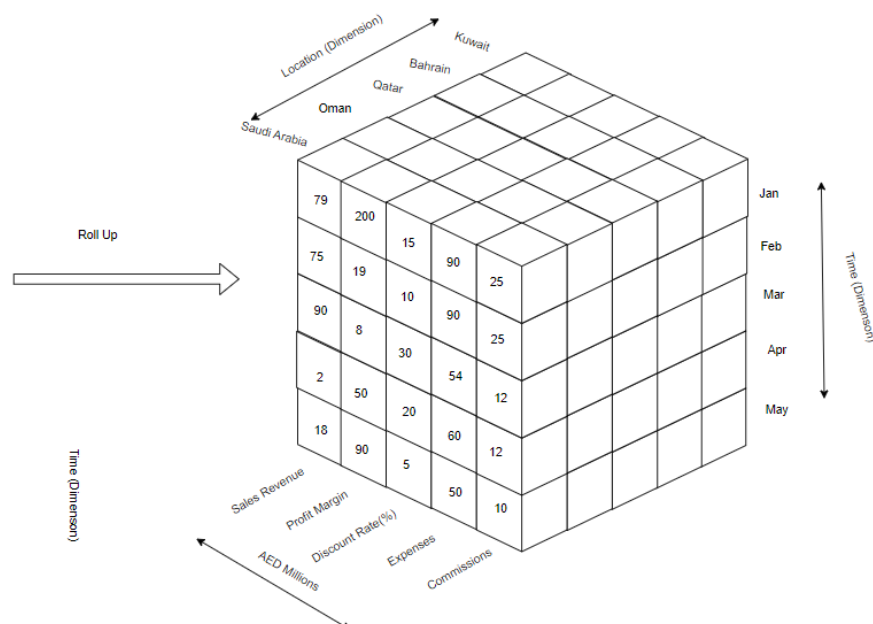 Location (Dimension)
Kuwait
Bahrain
Qatar
Oman
Saudi Arabia
Roll Up
79 200 15 90 25
75 19 10 90 25
90 8 30 54 12
2 50 20 60 12
18 90 5 50 10
Jan
Feb
Mar
Apr
May
Time (Dimenson)
Time (Dimenson)
Sales Revenue
Profit Margin
Discount Rate(%)
Expenses
Commissions
AED Millions